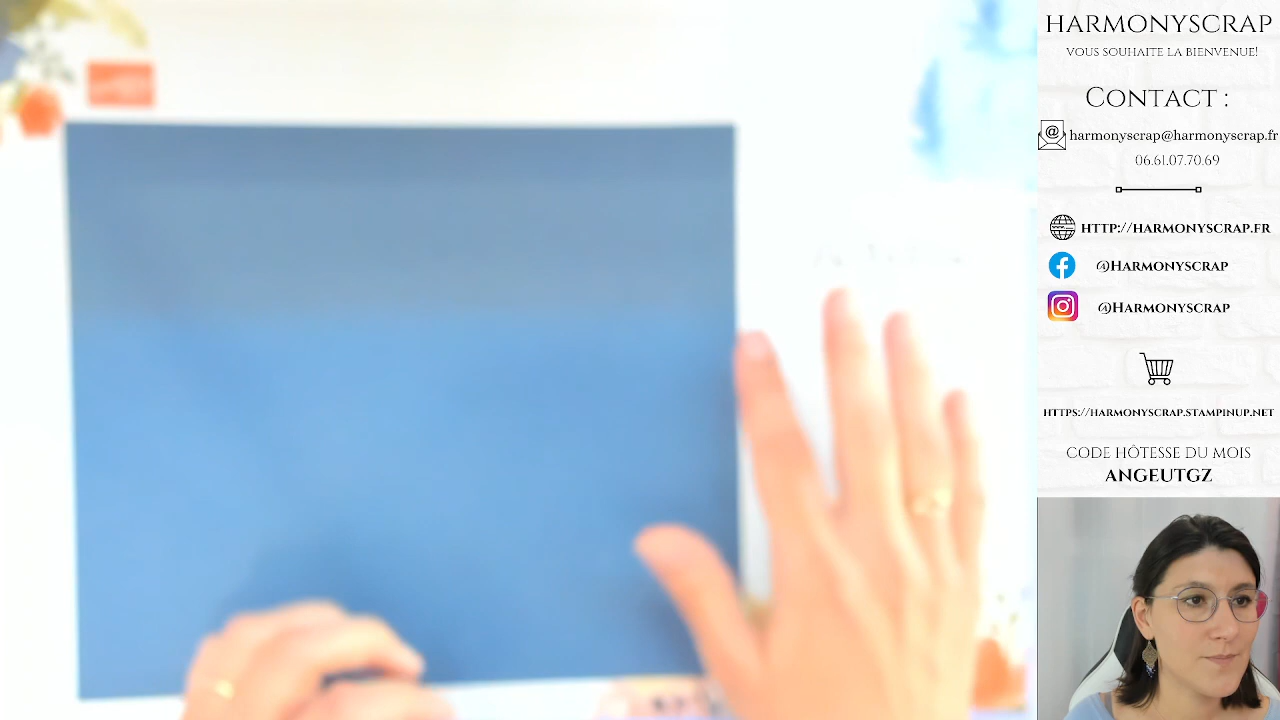 HARMONYSCRAP
VOUS SOUHAITE LA BIENVENUE!
CONTACT :
@ harmonyscrap@harmonyscrap.fr
06.61.07.70.69
HTTP://HARMONYSCRAP.FR
@HARMONYSCRAP
@HARMONYSCRAP
HTTPS://HARMONYSCRAP.STAMPINUP.NET
CODE HÔTESSE DU MOIS
ANGEUTGZ